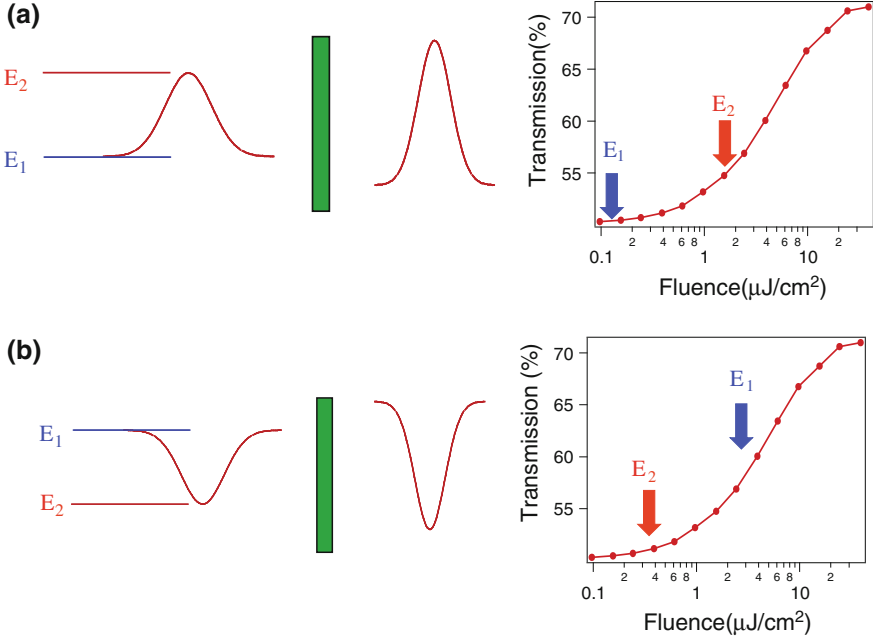 (a)
E2
E1
Transmission(%)
70
65
60
55
E1
E2
0.1 2 4 6 8 1 2 4 6 8 10 2
Fluence(μJ/cm²)
(b)
E1
E2
Transmission (%)
70
65
60
55
E1
E2
0.1 2 4 6 8 1 2 4 6 8 10 2
Fluence(μJ/cm²)